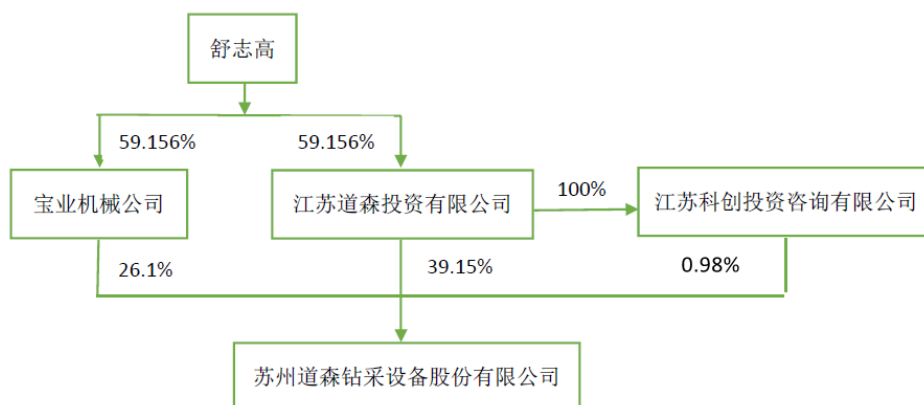 舒志高
59.156%
59.156%
宝业机械公司
江苏道森投资有限公司
100%
江苏科创投资咨询有限公司
26.1%
39.15%
0.98%
苏州道森钻采设备股份有限公司